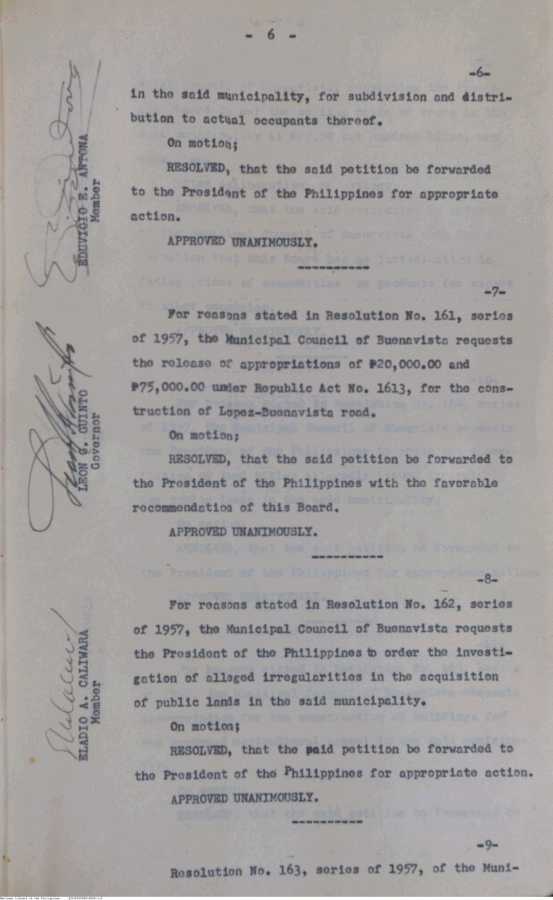 - 6 -
-6-
in the said municipality, for subdivision and distri-
bution to actual occupants thereof.
On motion;
RESOLVED, that the said petition be forwarded
to the President of the Philippines for appropriate
action.
APPROVED UNANIMOUSLY.
-----------
-7-
For reasons stated in Resolution No. 161, series
of 1957, the Municipal Council of Buenavista requests
the release of appropriations of ₱20,000.00 and
₱75,000.00 under Republic Act No. 1613, for the cons-
truction of Lopez-Buenavista road.
On motion;
RESOLVED, that the said petition be forwarded to
the President of the Philippines with the favorable
recommendation of this Board.
APPROVED UNANIMOUSLY.
-----------
-8-
For reasons stated in Resolution No. 162, series
of 1957, the Municipal Council of Buenavista requests
the President of the Philippines to order the investi-
gation of alleged irregularities in the acquisition
of public lands in the said municipality.
On motion;
RESOLVED, that the said petition be forwarded to
the President of the Philippines for appropriate action.
APPROVED UNANIMOUSLY.
-----------
-9-
Resolution No. 163, series of 1957, of the Muni-
EDUVIGIO E. ANTONA
Member
LEON G. GUINTO
Governor
ELADIO A. CALIWARA
Member